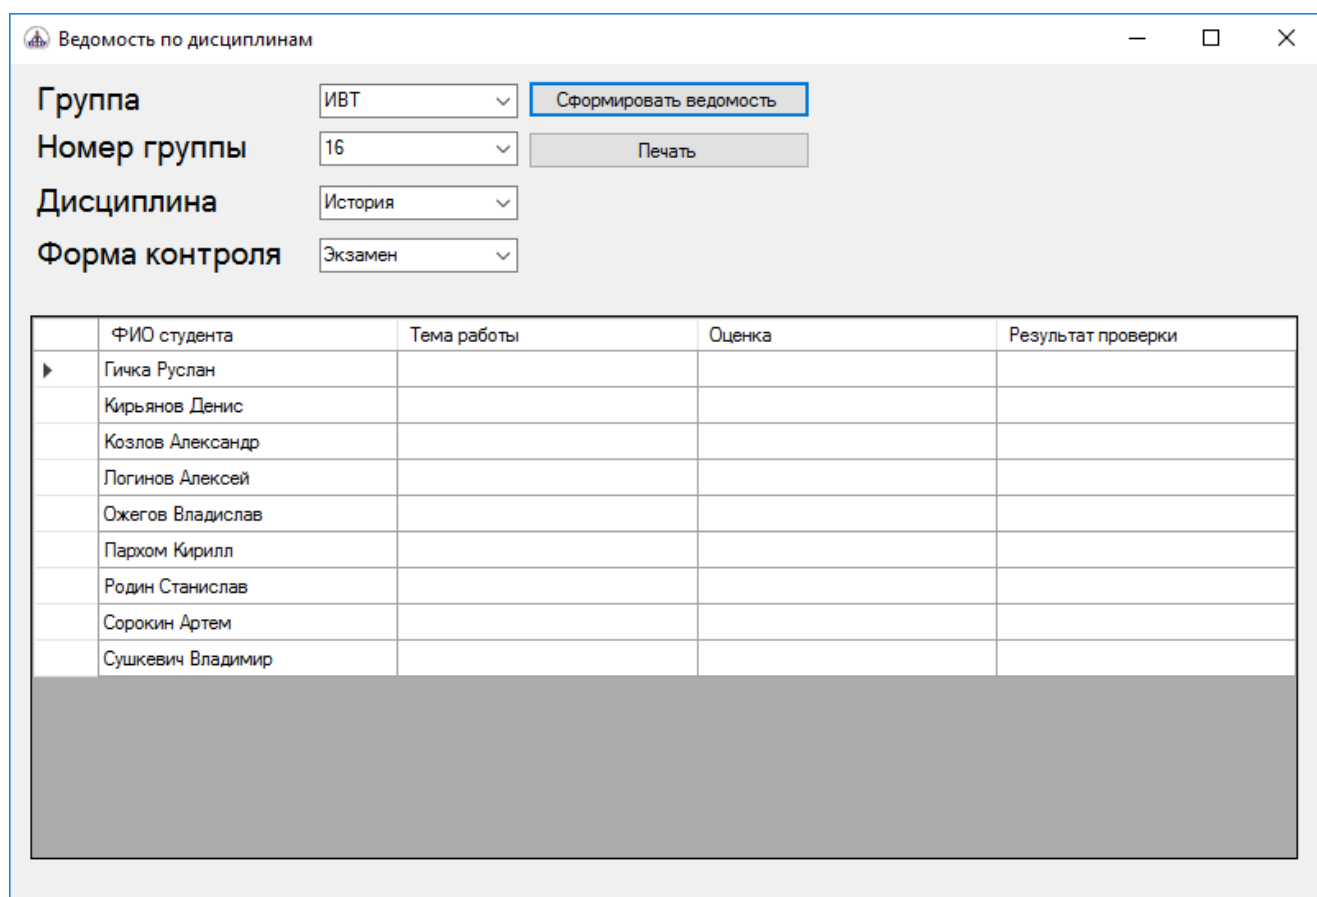 Ведомость по дисциплинам
Группа ИВТ Сформировать ведомость
Номер группы 16 Печать
Дисциплина История
Форма контроля Экзамен
ФИО студента Тема работы Оценка Результат проверки
Гичка Руслан
Кирьянов Денис
Козлов Александр
Логинов Алексей
Ожегов Владислав
Пархом Кирилл
Родин Станислав
Сорокин Артем
Сушкевич Владимир